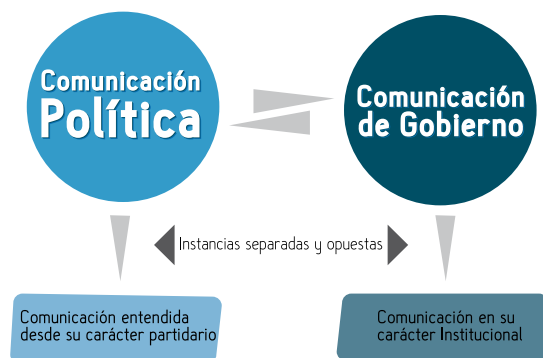 Comunicación
Política
Comunicación
de Gobierno
Instancias separadas y opuestas
Comunicación entendida
desde su carácter partidario
Comunicación en su
carácter Institucional